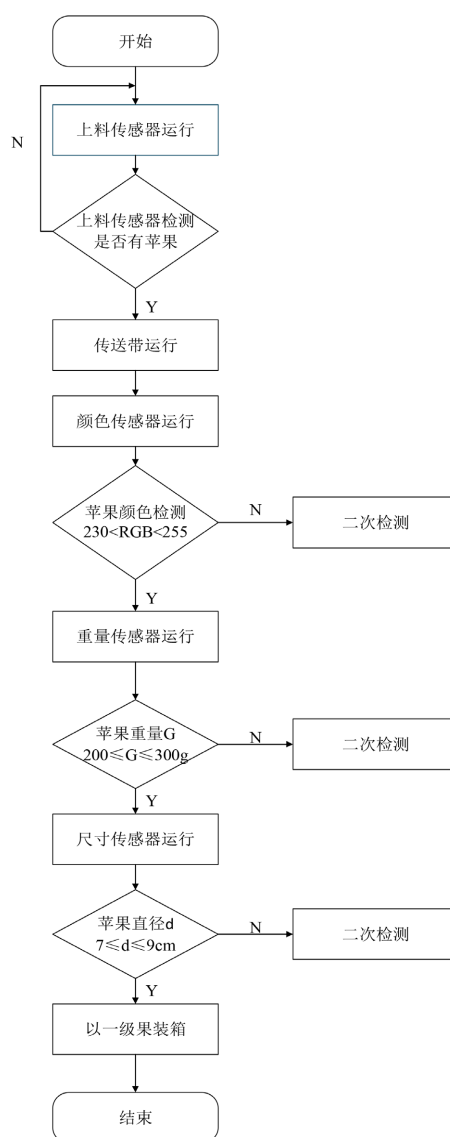 开始
N
上料传感器运行
上料传感器检测
是否有苹果
Y
传送带运行
颜色传感器运行
苹果颜色检测
230<RGB<255
N
二次检测
Y
重量传感器运行
苹果重量G
200≤G≤300g
N
二次检测
Y
尺寸传感器运行
苹果直径d
7≤d≤9cm
N
二次检测
Y
以一级果装箱
结束